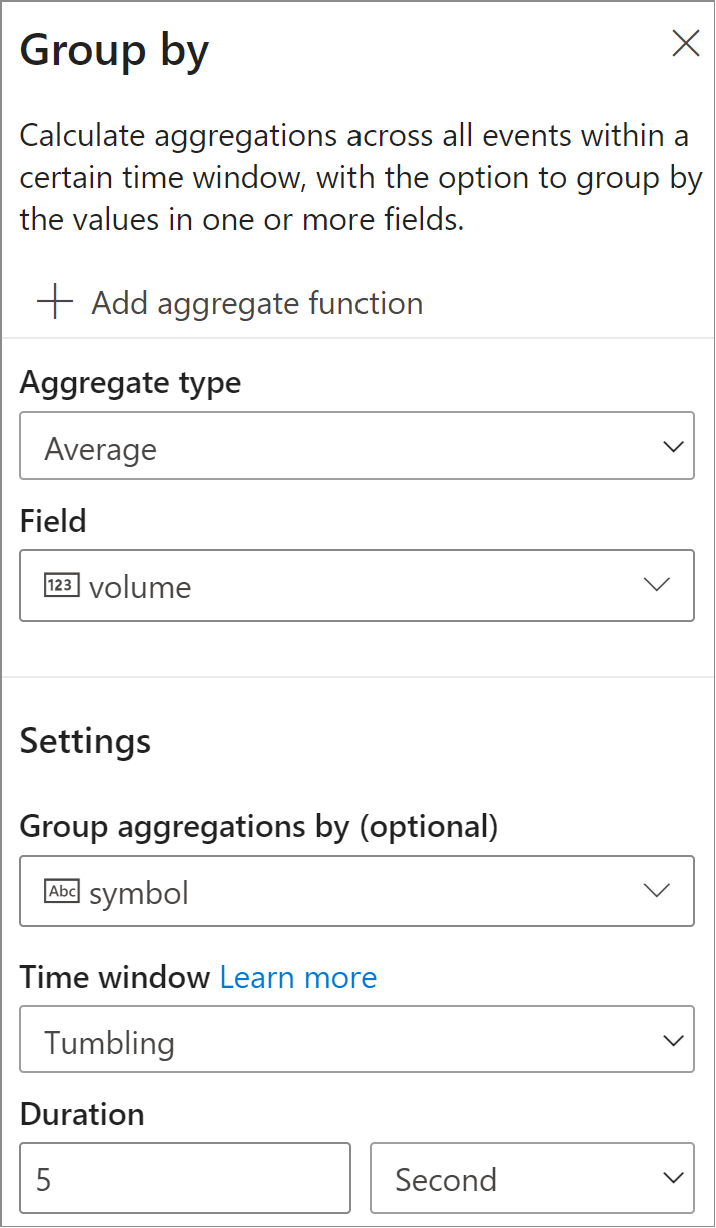 Group by
Calculate aggregations across all events within a
certain time window, with the option to group by
the values in one or more fields.
Add aggregate function
Aggregate type
Average
Field
123 volume
Settings
Group aggregations by (optional)
Abc symbol
Time window Learn more
Tumbling
Duration
5 Second